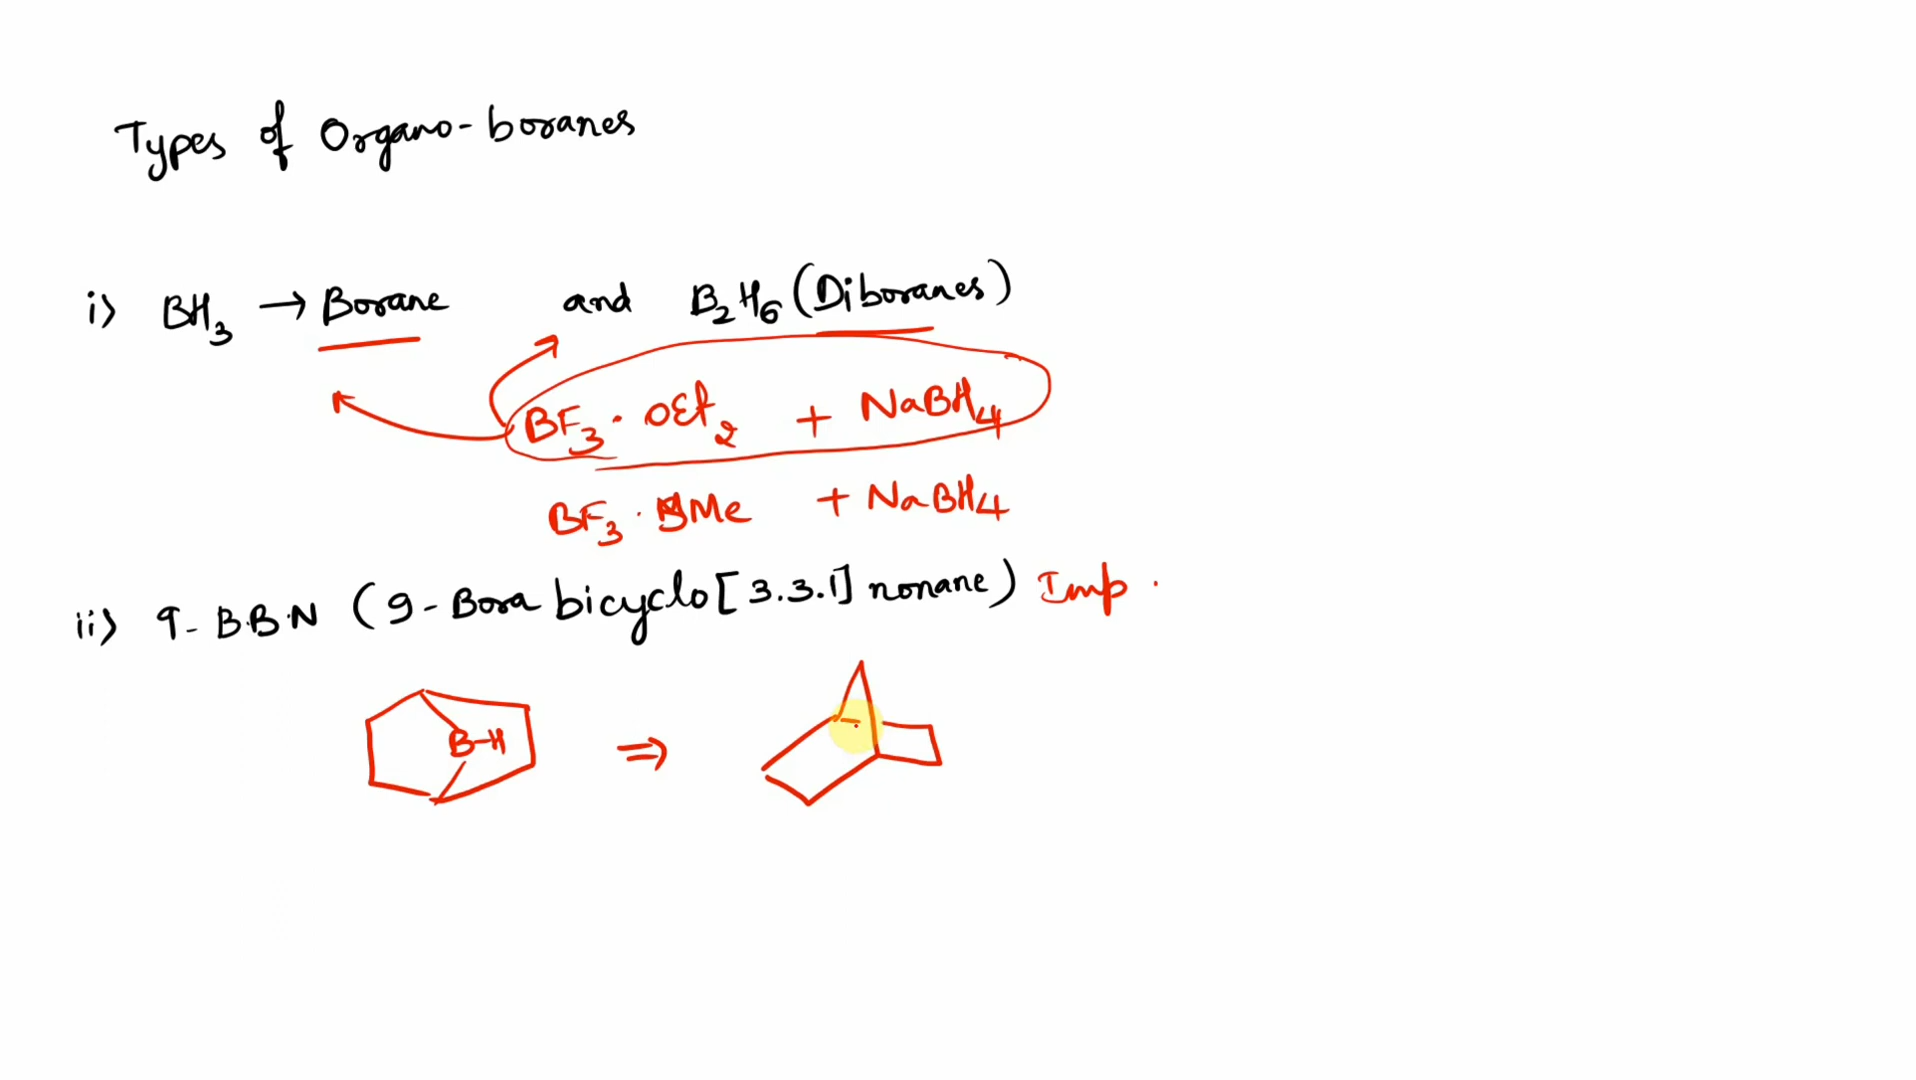 Types of Organo-boranes
i) BH3 → Borane and B2H6 (Diboranes)
BF3 · OEt2 + NaBH4
BF3 · SMe + NaBH4
ii) 9-B.B.N (9-Bora bicyclo[3.3.1] nonane) Imp.
B-H ⇒